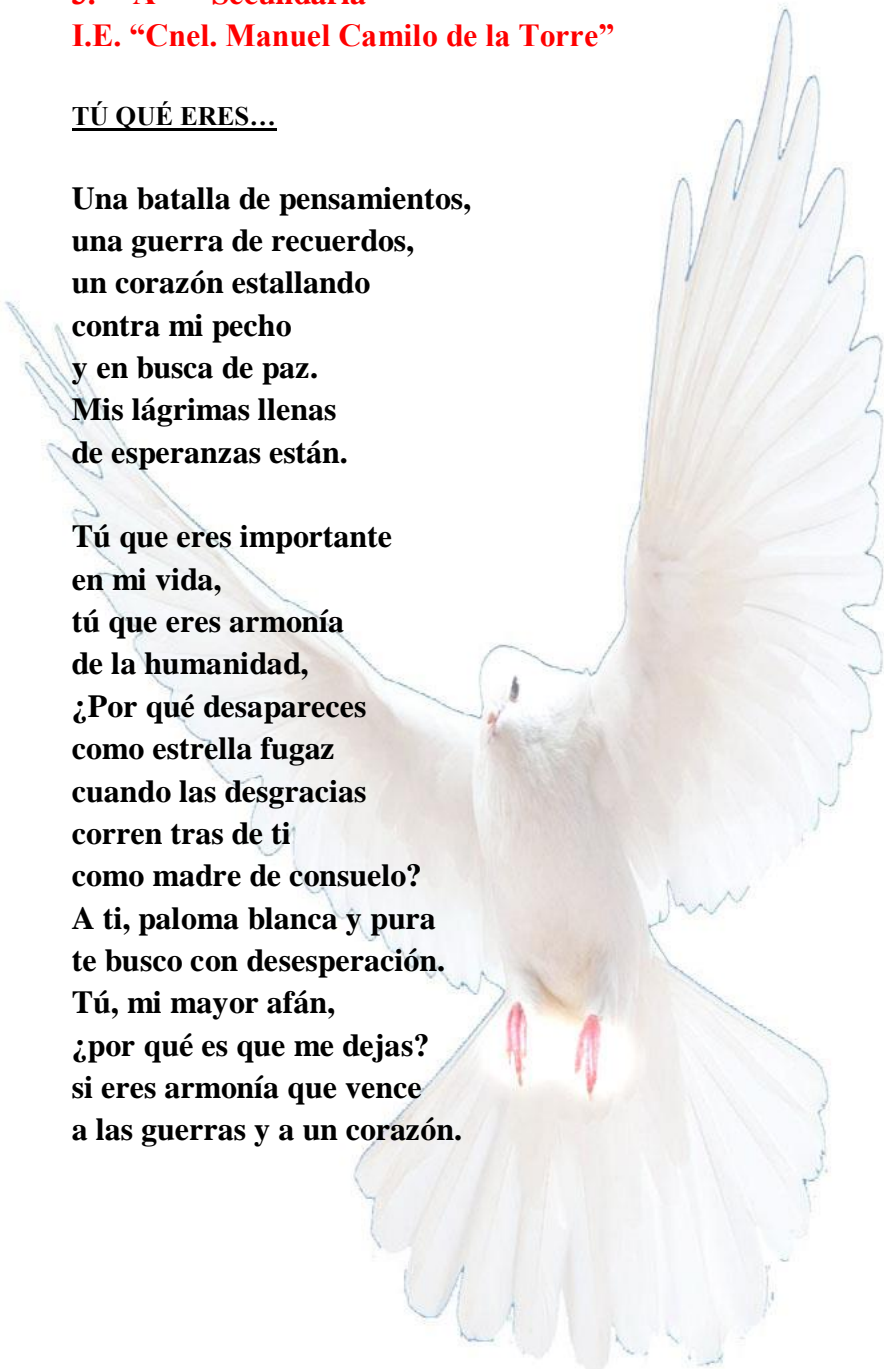 Secundaria
I.E. “Cnel. Manuel Camilo de la Torre”
TÚ QUÉ ERES…
Una batalla de pensamientos,
una guerra de recuerdos,
un corazón estallando
contra mi pecho
y en busca de paz.
Mis lágrimas llenas
de esperanzas están.
Tú que eres importante
en mi vida,
tú que eres armonía
de la humanidad,
¿Por qué desapareces
como estrella fugaz
cuando las desgracias
corren tras de ti
como madre de consuelo?
A ti, paloma blanca y pura
te busco con desesperación.
Tú, mi mayor afán,
¿por qué es que me dejas?
si eres armonía que vence
a las guerras y a un corazón.